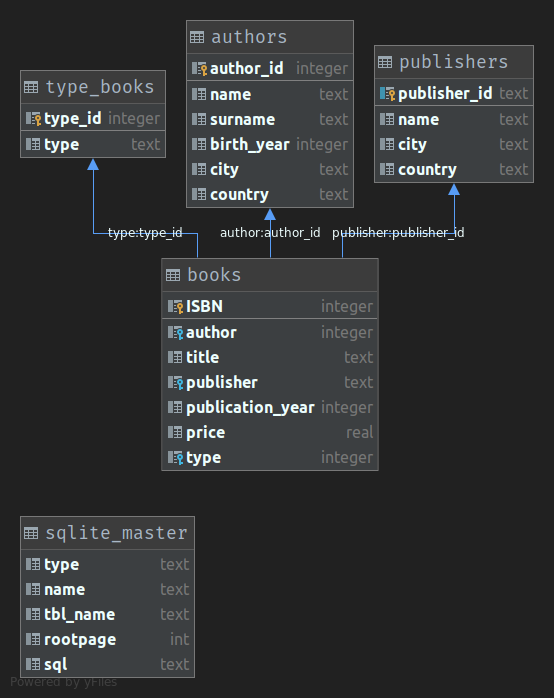 authors
author_id integer
name text
surname text
birth_year integer
city text
country text
publishers
publisher_id text
name text
city text
country text
type_books
type_id integer
type text
type:type_id
author:author_id
publisher:publisher_id
books
ISBN integer
author integer
title text
publisher text
publication_year integer
price real
type integer
sqlite_master
type text
name text
tbl_name text
rootpage int
sql text
Powered by yFiles